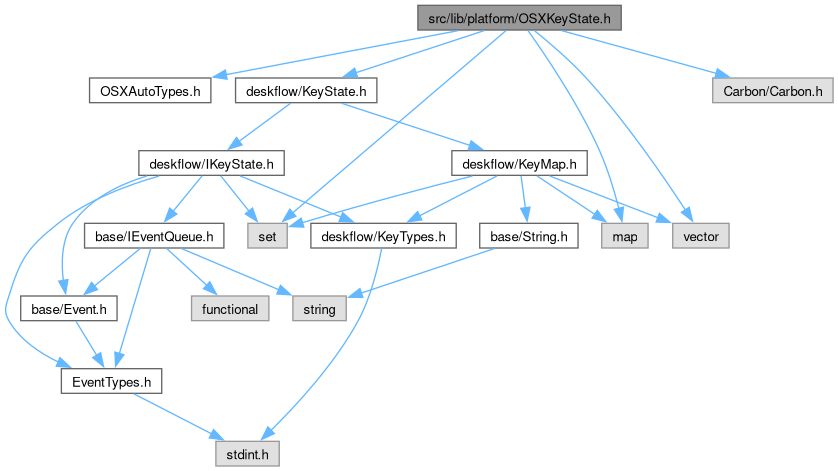 src/lib/platform/OSXKeyState.h
OSXAutoTypes.h
deskflow/KeyState.h
Carbon/Carbon.h
deskflow/IKeyState.h
deskflow/KeyMap.h
base/IEventQueue.h
set
deskflow/KeyTypes.h
base/String.h
map
vector
base/Event.h
functional
string
EventTypes.h
stdint.h